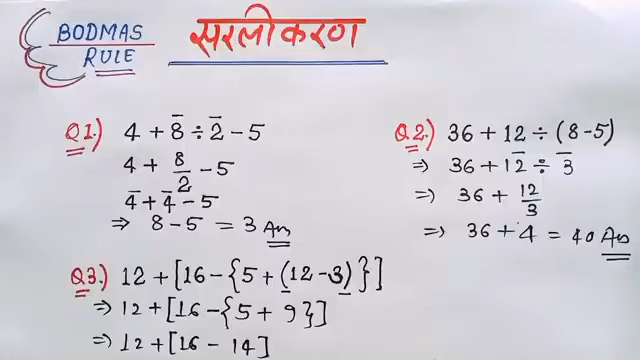 BODMAS RULE
सरलीकरण
Q1.) 4 + 8̅ ÷ 2̅ - 5
4 + 8/2 - 5
4̅ + 4̅ - 5
⇒ 8 - 5 = 3 Ans
Q.2.) 36 + 12 ÷ (8-5)
⇒ 36 + 12̅ ÷ 3̅
⇒ 36 + 12/3
⇒ 36 + 4 = 40 Ans
Q3.) 12 + [16 - {5 + (12 - 3)}]
⇒ 12 + [16 - {5 + 9}]
⇒ 12 + [16 - 14]